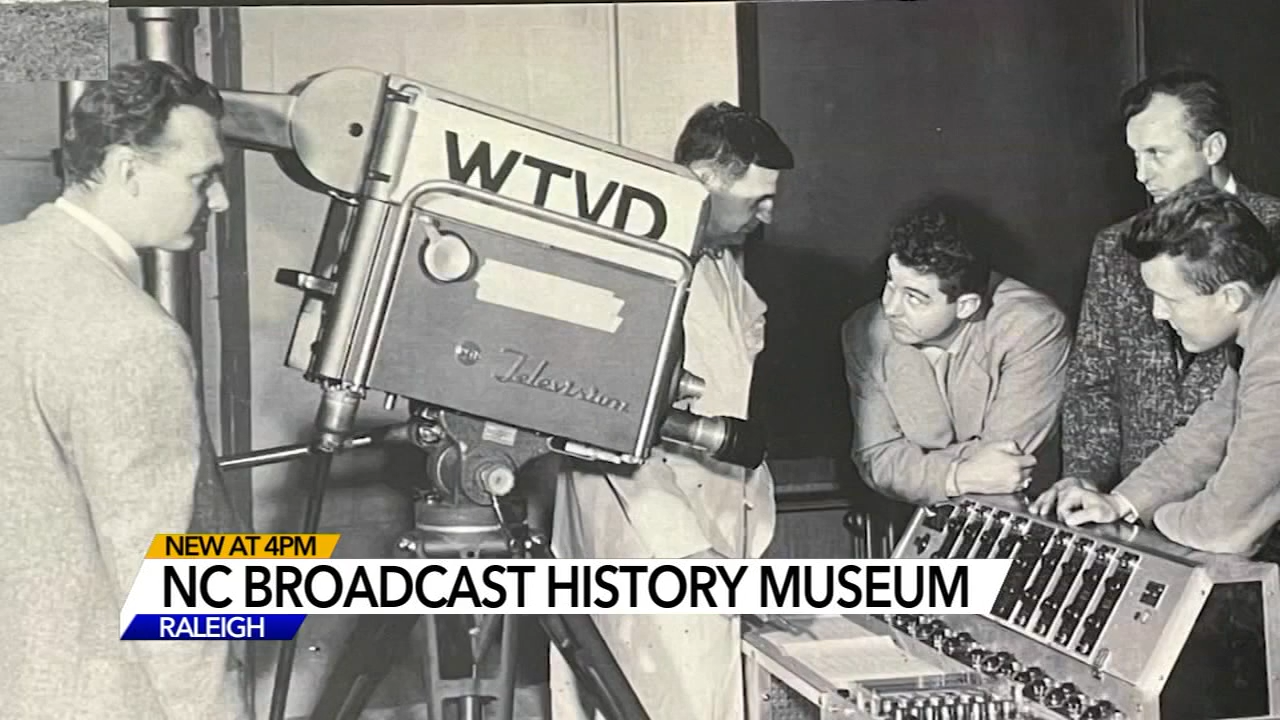 WTVD
Television
NEW AT 4PM
NC BROADCAST HISTORY MUSEUM
RALEIGH